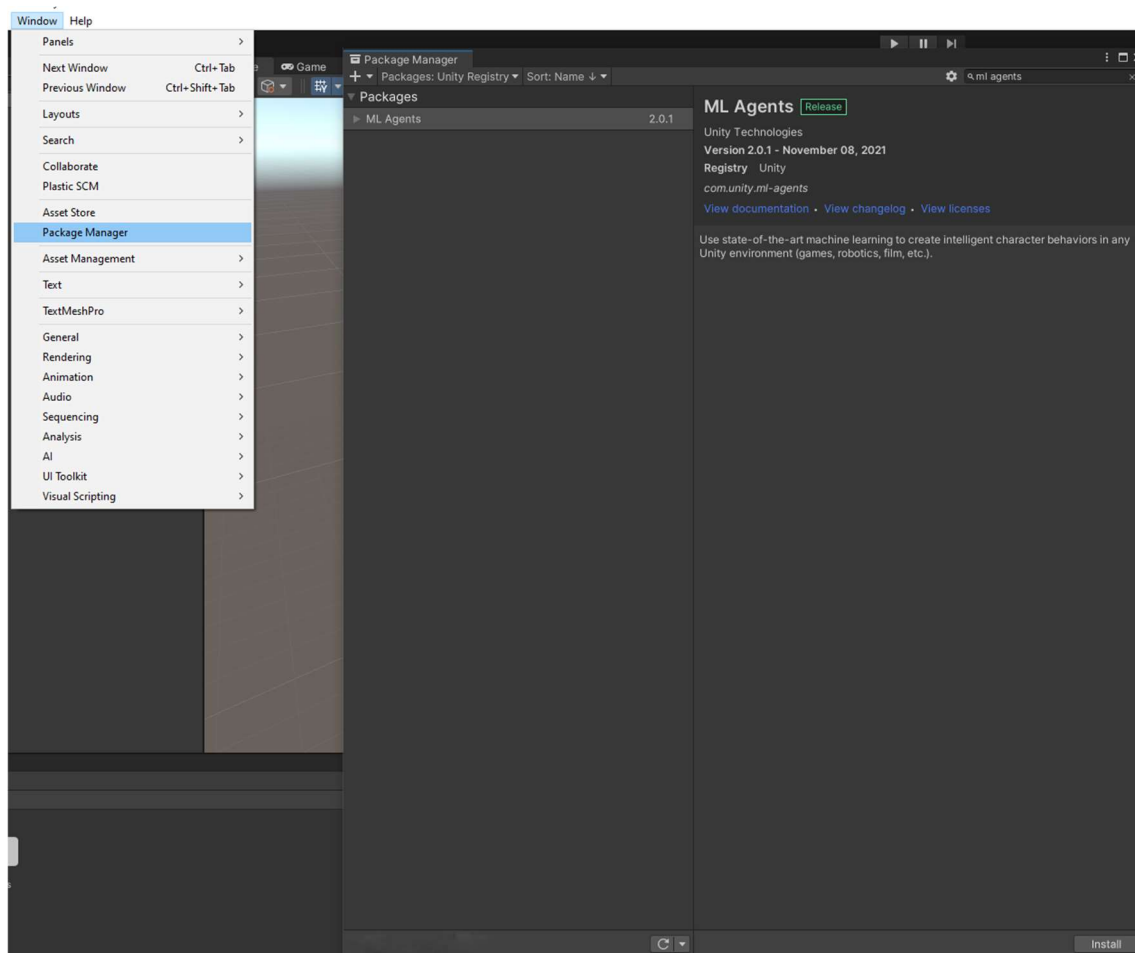 Window Help
Panels
Next Window Ctrl+Tab
Previous Window Ctrl+Shift+Tab
Layouts
Search
Collaborate
Plastic SCM
Asset Store
Package Manager
Asset Management
Text
TextMeshPro
General
Rendering
Animation
Audio
Sequencing
Analysis
AI
UI Toolkit
Visual Scripting
Game
Package Manager
Packages: Unity Registry Sort: Name ↓
ml agents
Packages
ML Agents 2.0.1
ML Agents Release
Unity Technologies
Version 2.0.1 - November 08, 2021
Registry Unity
com.unity.ml-agents
View documentation • View changelog • View licenses
Use state-of-the-art machine learning to create intelligent character behaviors in any
Unity environment (games, robotics, film, etc.).
Install